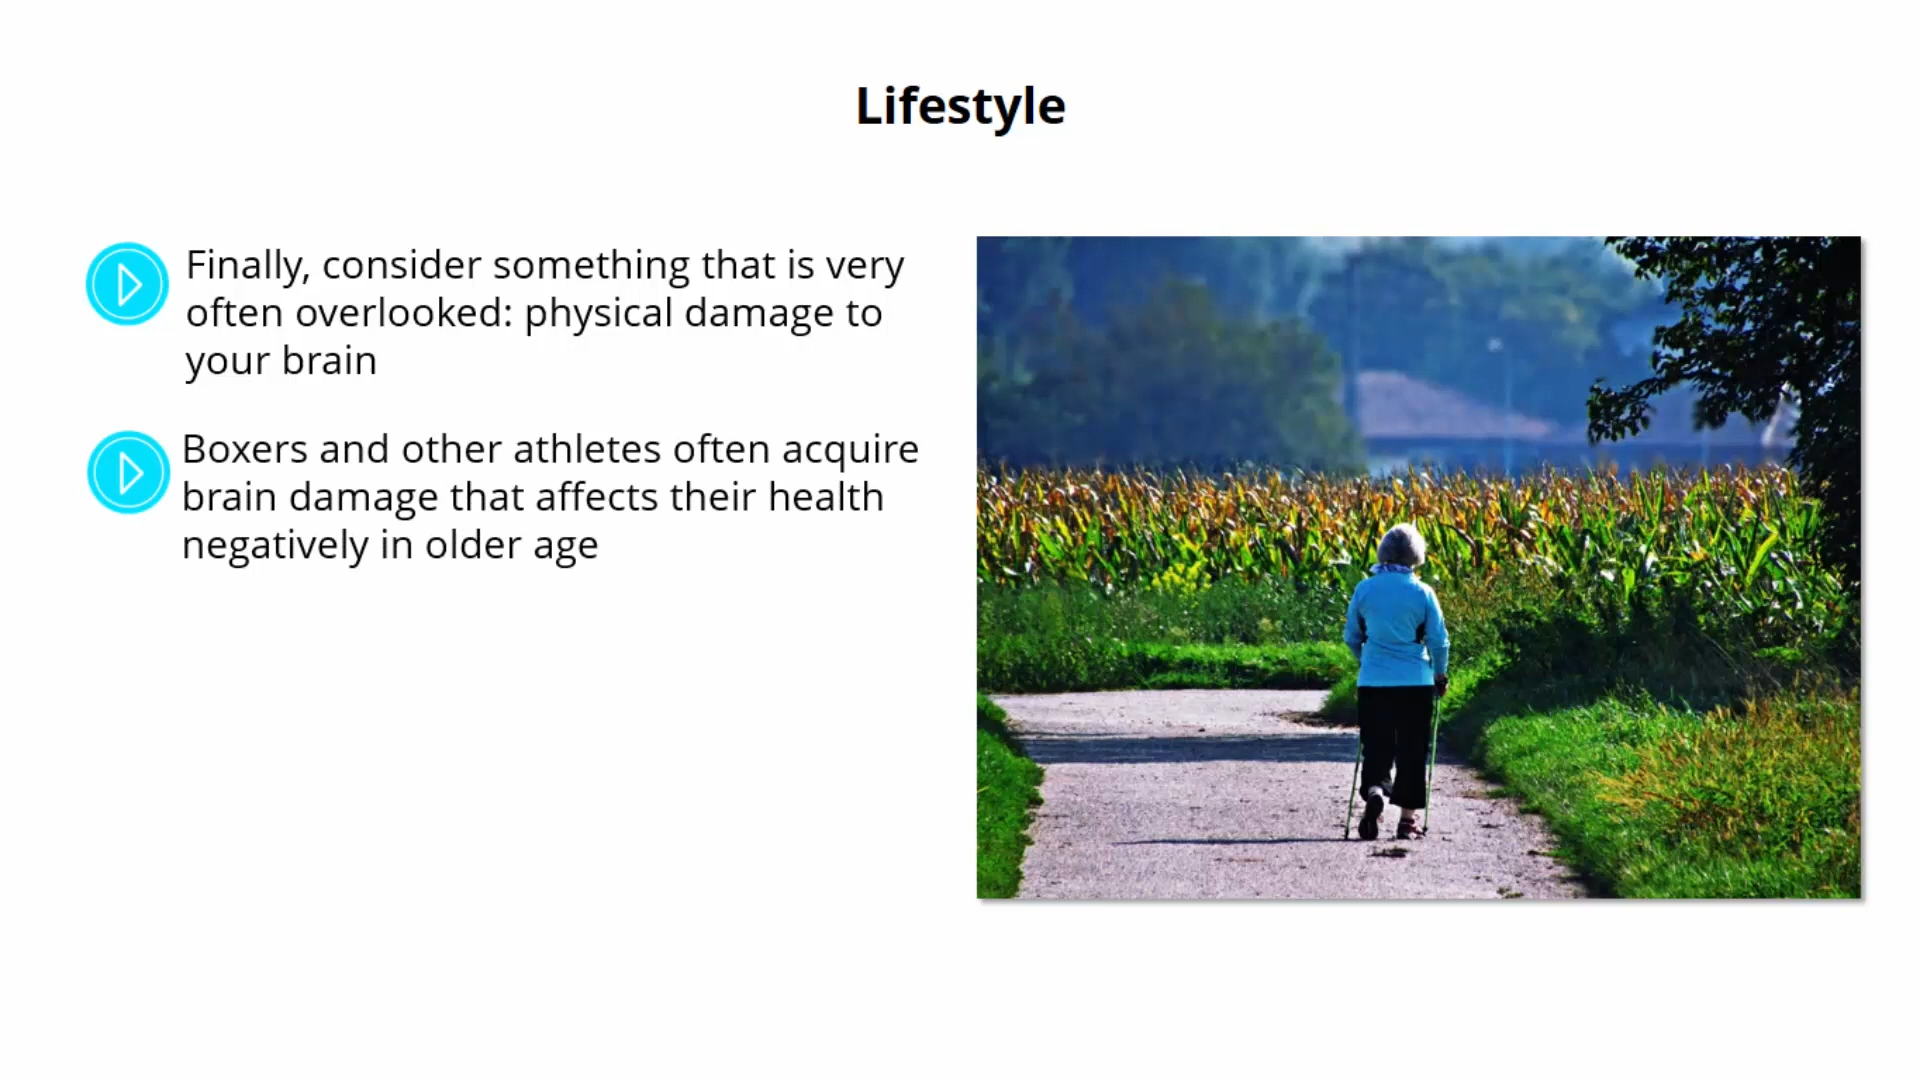 Lifestyle
Finally, consider something that is very
often overlooked: physical damage to
your brain
Boxers and other athletes often acquire
brain damage that affects their health
negatively in older age